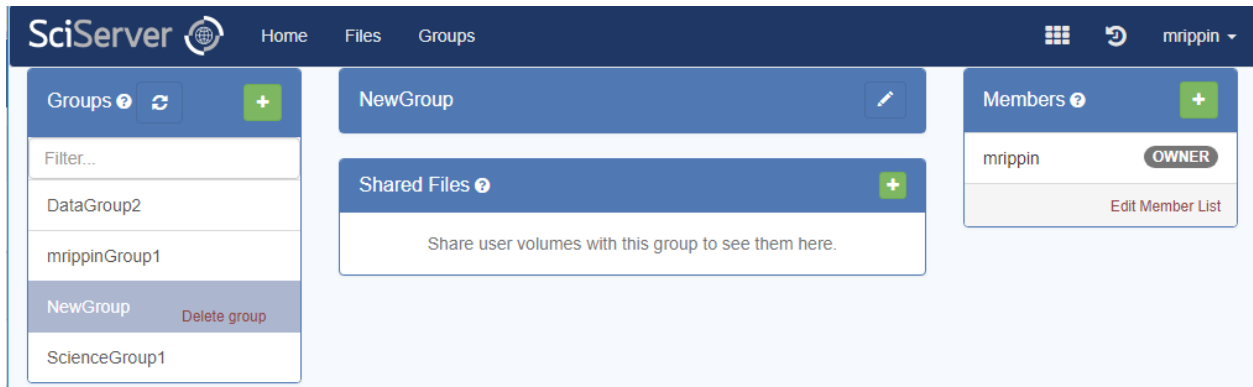 SciServer Home Files Groups mrippin
Groups
Filter...
DataGroup2
mrippinGroup1
NewGroup Delete group
ScienceGroup1
NewGroup
Shared Files
Share user volumes with this group to see them here.
Members
mrippin OWNER
Edit Member List